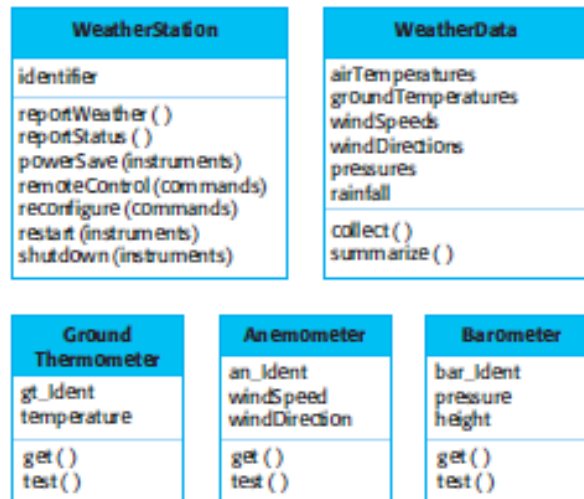 WeatherStation
identifier
reportWeather ( )
reportStatus ( )
powerSave (instruments)
remoteControl (commands)
reconfigure (commands)
restart (instruments)
shutdown (instruments)
WeatherData
airTemperatures
groundTemperatures
windSpeeds
windDirections
pressures
rainfall
collect ( )
summarize ( )
Ground
Thermometer
gt_Ident
temperature
get ( )
test ( )
Anemometer
an_Ident
windSpeed
windDirection
get ( )
test ( )
Barometer
bar_Ident
pressure
height
get ( )
test ( )